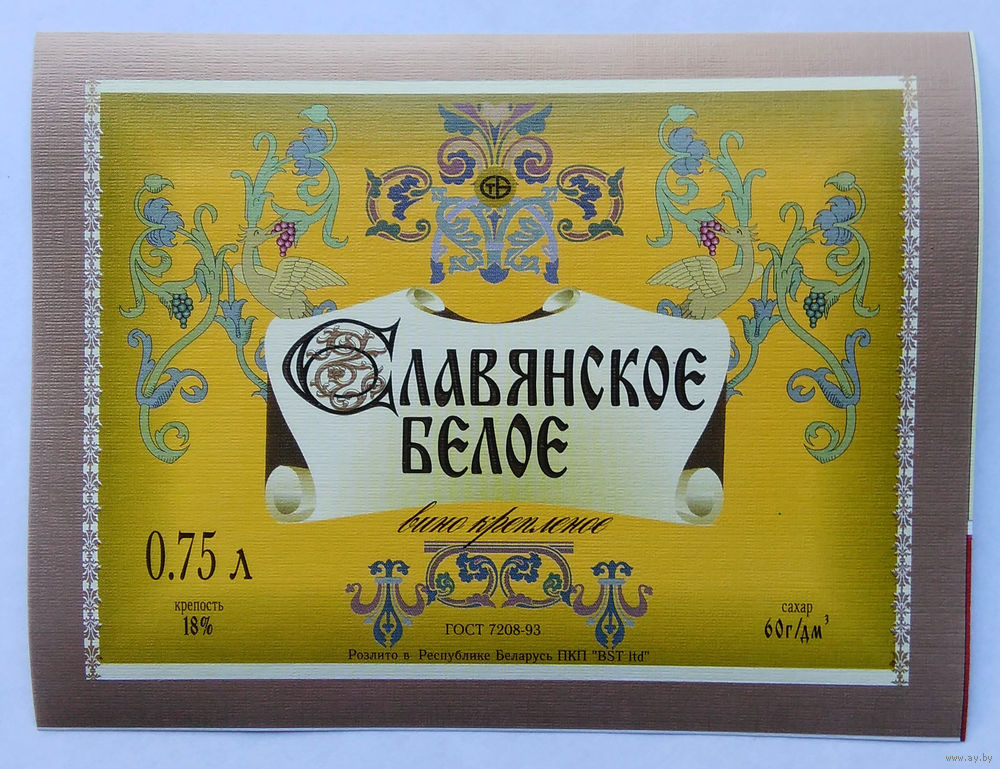 СТБ
СЛАВЯНСКОЕ
БЕЛОЕ
вино крепленое
0.75 л
крепость
18%
сахар
60г/дм³
ГОСТ 7208-93
Розлито в Республике Беларусь ПКП "BST ltd"
www.ay.by